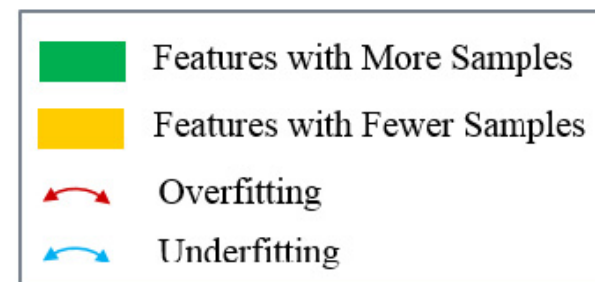 Features with More Samples
Features with Fewer Samples
Overfitting
Underfitting